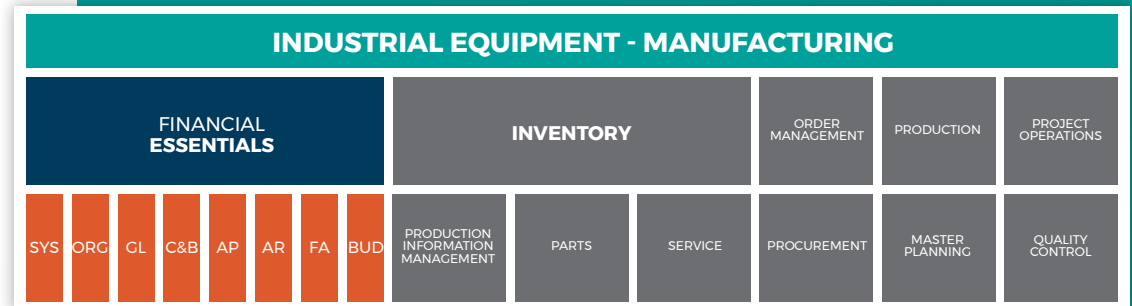 INDUSTRIAL EQUIPMENT - MANUFACTURING
FINANCIAL
ESSENTIALS
INVENTORY
ORDER
MANAGEMENT
PRODUCTION
PROJECT
OPERATIONS
SYS
ORG
GL
C&B
AP
AR
FA
BUD
PRODUCTION
INFORMATION
MANAGEMENT
PARTS
SERVICE
PROCUREMENT
MASTER
PLANNING
QUALITY
CONTROL